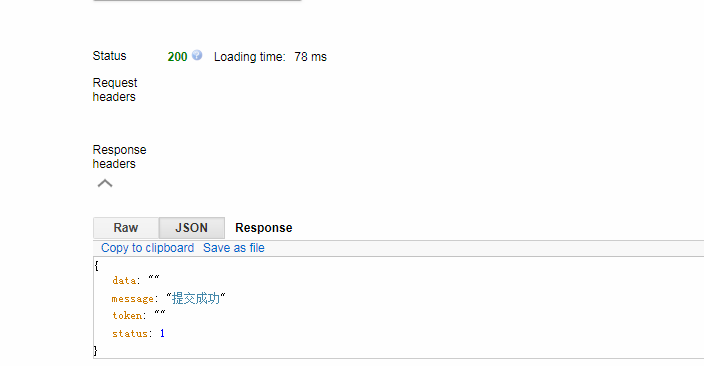 Status 200 Loading time: 78 ms
Request
headers
Response
headers
Raw JSON Response
Copy to clipboard Save as file
{
data: ""
message: "提交成功"
token: ""
status: 1
}